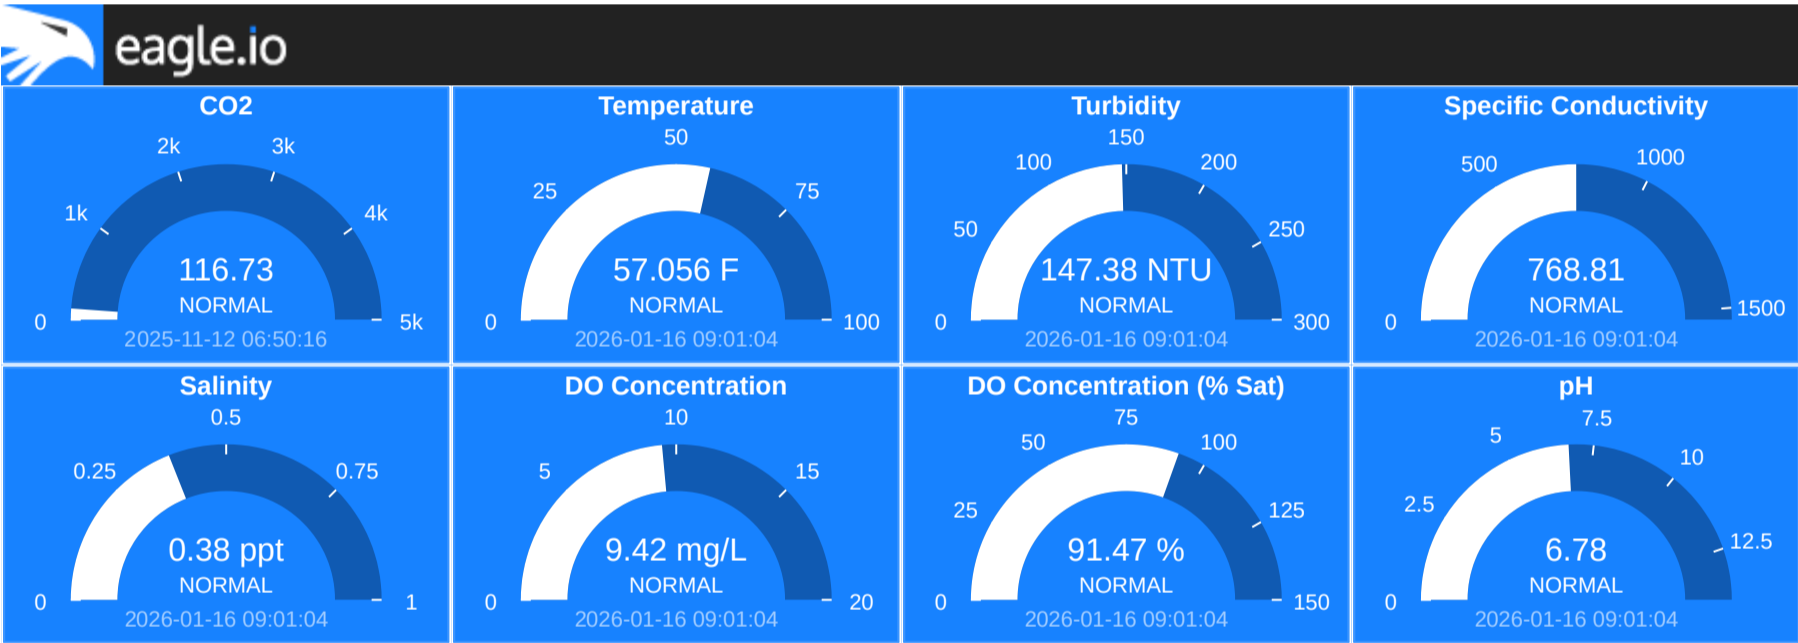 eagle.io
CO2
0
1k
2k
3k
4k
5k
116.73
NORMAL
2025-11-12 06:50:16
Temperature
0
25
50
75
100
57.056 F
NORMAL
2026-01-16 09:01:04
Turbidity
0
50
100
150
200
250
300
147.38 NTU
NORMAL
2026-01-16 09:01:04
Specific Conductivity
0
500
1000
1500
768.81
NORMAL
2026-01-16 09:01:04
Salinity
0
0.25
0.5
0.75
1
0.38 ppt
NORMAL
2026-01-16 09:01:04
DO Concentration
0
5
10
15
20
9.42 mg/L
NORMAL
2026-01-16 09:01:04
DO Concentration (% Sat)
0
25
50
75
100
125
150
91.47 %
NORMAL
2026-01-16 09:01:04
pH
0
2.5
5
7.5
10
12.5
6.78
NORMAL
2026-01-16 09:01:04